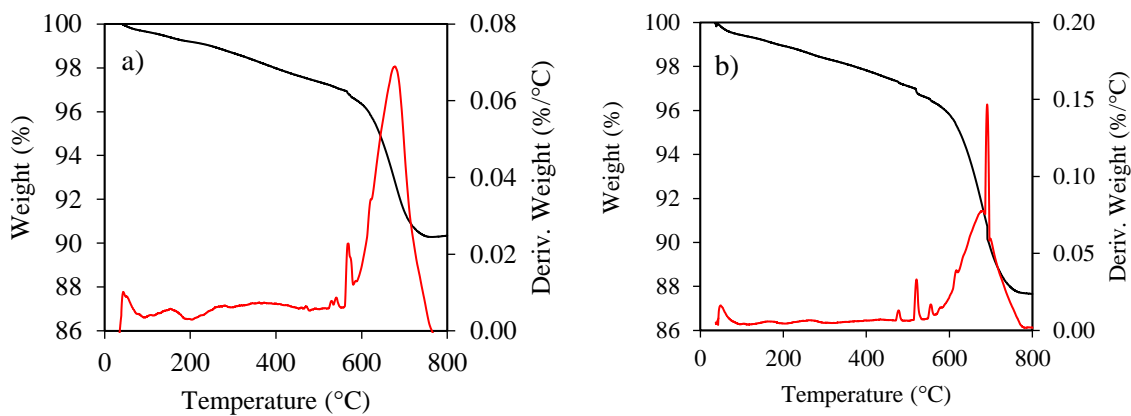 a)
Weight (%)
100
98
96
94
92
90
88
86
0.08
0.06
0.04
0.02
0.00
Deriv. Weight (%/°C)
0 200 400 600 800
Temperature (°C)
b)
Weight (%)
100
98
96
94
92
90
88
86
0.20
0.15
0.10
0.05
0.00
Deriv. Weight (%/°C)
0 200 400 600 800
Temperature (°C)